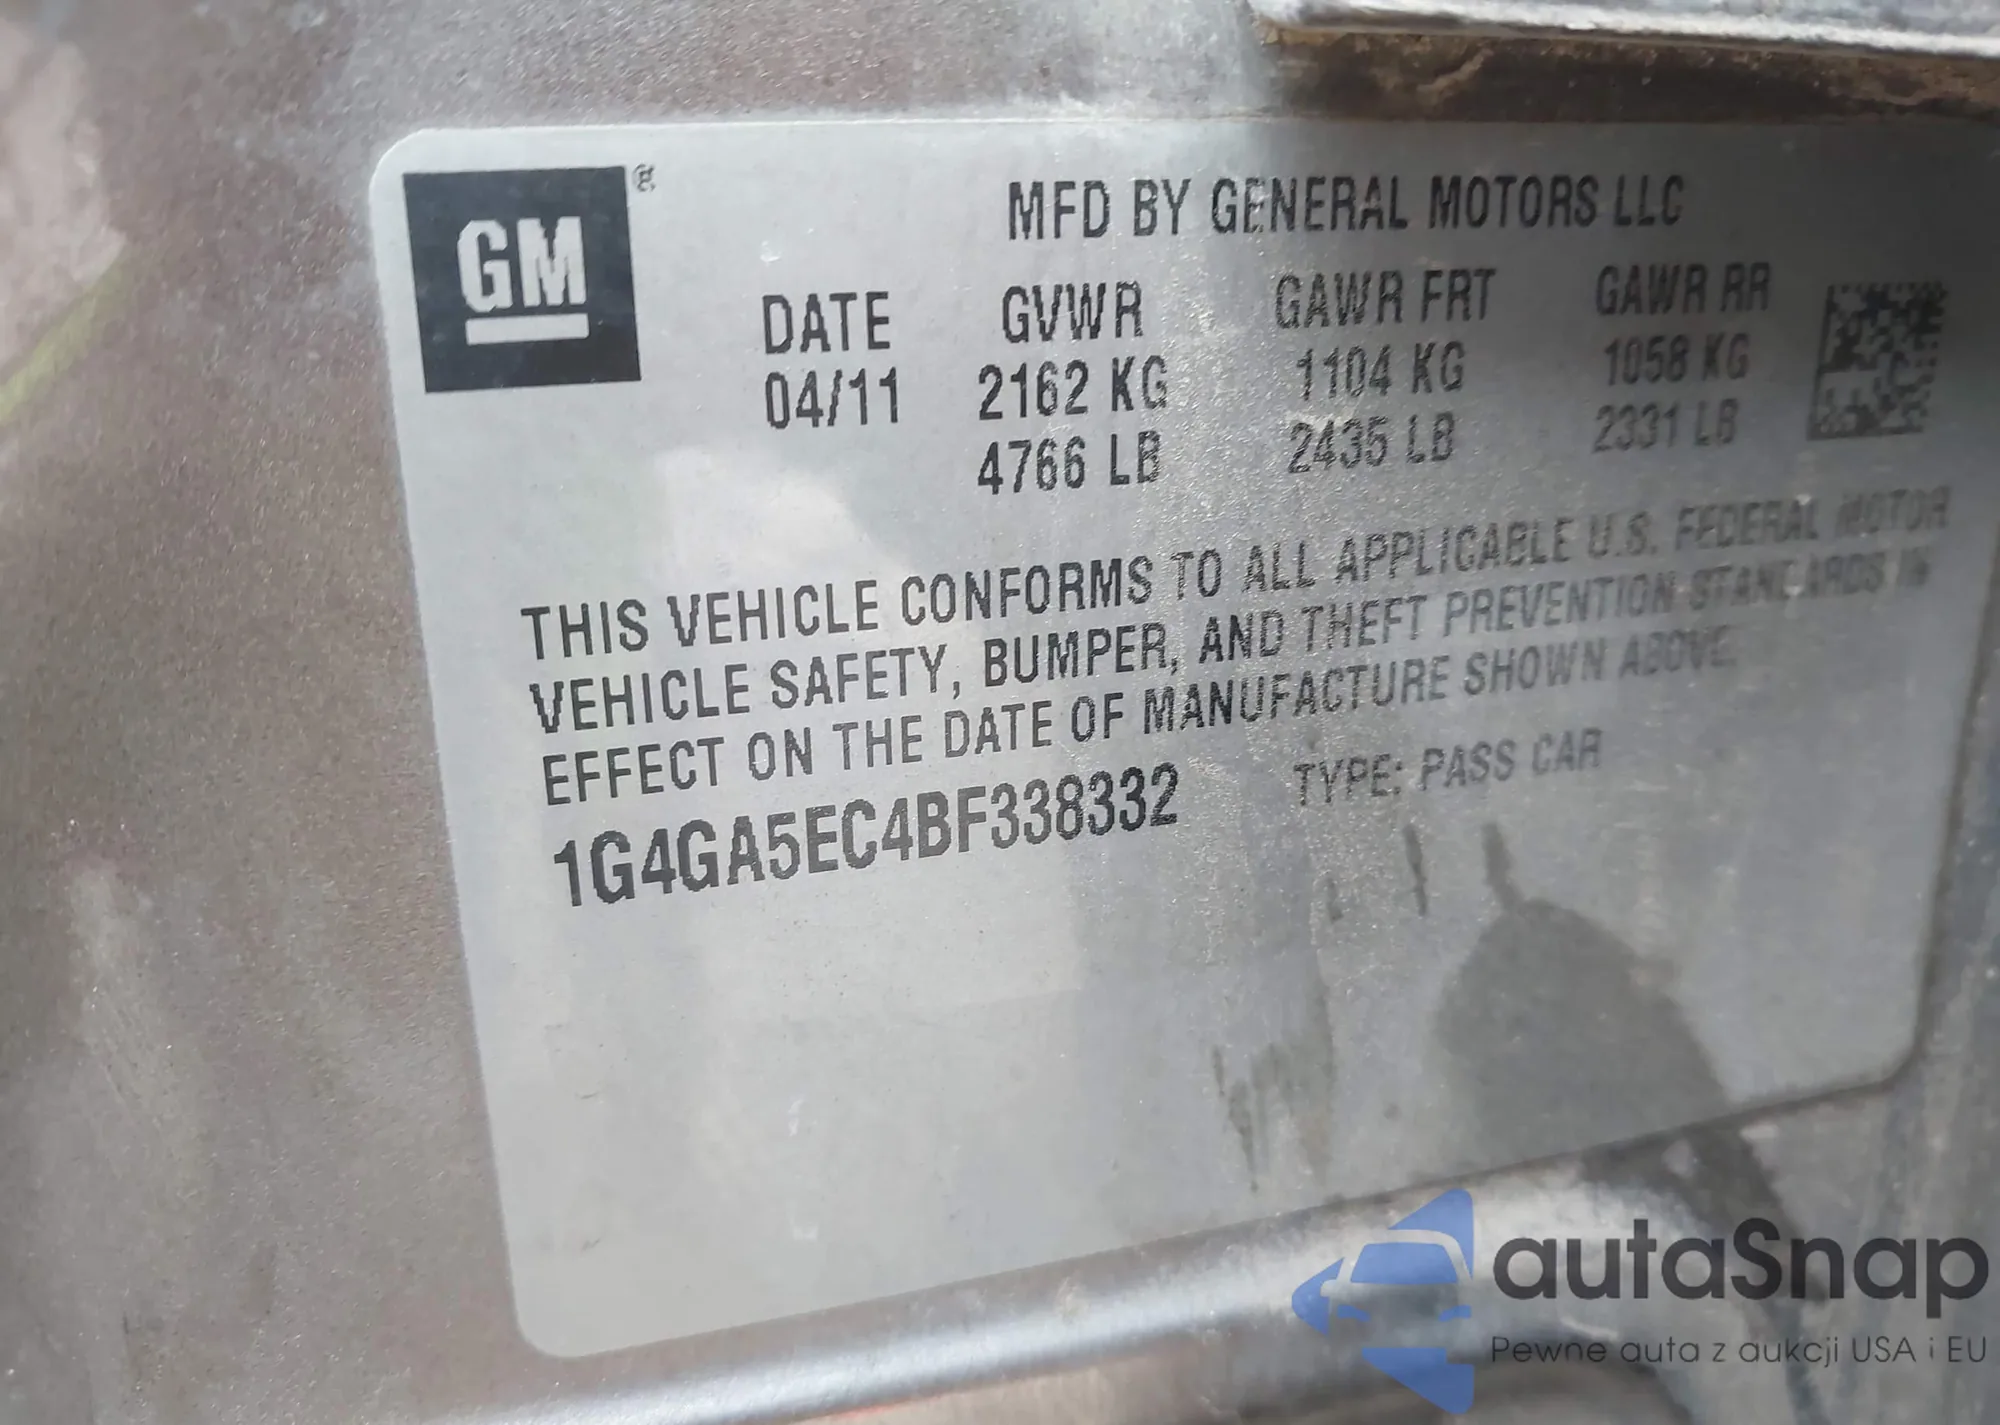 GM ®
MFD BY GENERAL MOTORS LLC
DATE GVWR GAWR FRT GAWR RR
04/11 2162 KG 1104 KG 1058 KG
4766 LB 2435 LB 2331 LB
THIS VEHICLE CONFORMS TO ALL APPLICABLE U.S. FEDERAL MOTOR
VEHICLE SAFETY, BUMPER, AND THEFT PREVENTION STANDARDS IN
EFFECT ON THE DATE OF MANUFACTURE SHOWN ABOVE.
1G4GA5EC4BF338332 TYPE: PASS CAR
autaSnap
Pewne auta z aukcji USA i EU